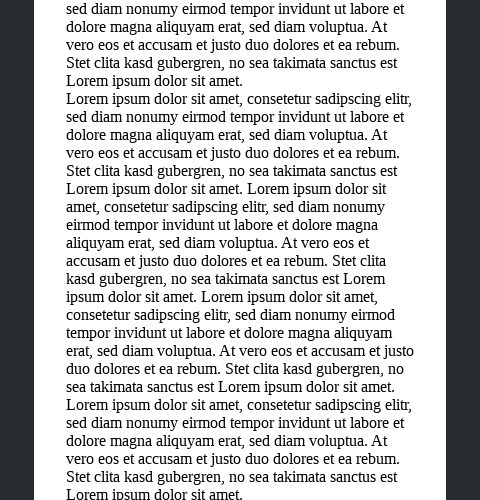 sed diam nonumy eirmod tempor invidunt ut labore et
dolore magna aliquyam erat, sed diam voluptua. At
vero eos et accusam et justo duo dolores et ea rebum.
Stet clita kasd gubergren, no sea takimata sanctus est
Lorem ipsum dolor sit amet.
Lorem ipsum dolor sit amet, consetetur sadipscing elitr,
sed diam nonumy eirmod tempor invidunt ut labore et
dolore magna aliquyam erat, sed diam voluptua. At
vero eos et accusam et justo duo dolores et ea rebum.
Stet clita kasd gubergren, no sea takimata sanctus est
Lorem ipsum dolor sit amet. Lorem ipsum dolor sit
amet, consetetur sadipscing elitr, sed diam nonumy
eirmod tempor invidunt ut labore et dolore magna
aliquyam erat, sed diam voluptua. At vero eos et
accusam et justo duo dolores et ea rebum. Stet clita
kasd gubergren, no sea takimata sanctus est Lorem
ipsum dolor sit amet. Lorem ipsum dolor sit amet,
consetetur sadipscing elitr, sed diam nonumy eirmod
tempor invidunt ut labore et dolore magna aliquyam
erat, sed diam voluptua. At vero eos et accusam et justo
duo dolores et ea rebum. Stet clita kasd gubergren, no
sea takimata sanctus est Lorem ipsum dolor sit amet.
Lorem ipsum dolor sit amet, consetetur sadipscing elitr,
sed diam nonumy eirmod tempor invidunt ut labore et
dolore magna aliquyam erat, sed diam voluptua. At
vero eos et accusam et justo duo dolores et ea rebum.
Stet clita kasd gubergren, no sea takimata sanctus est
Lorem ipsum dolor sit amet.